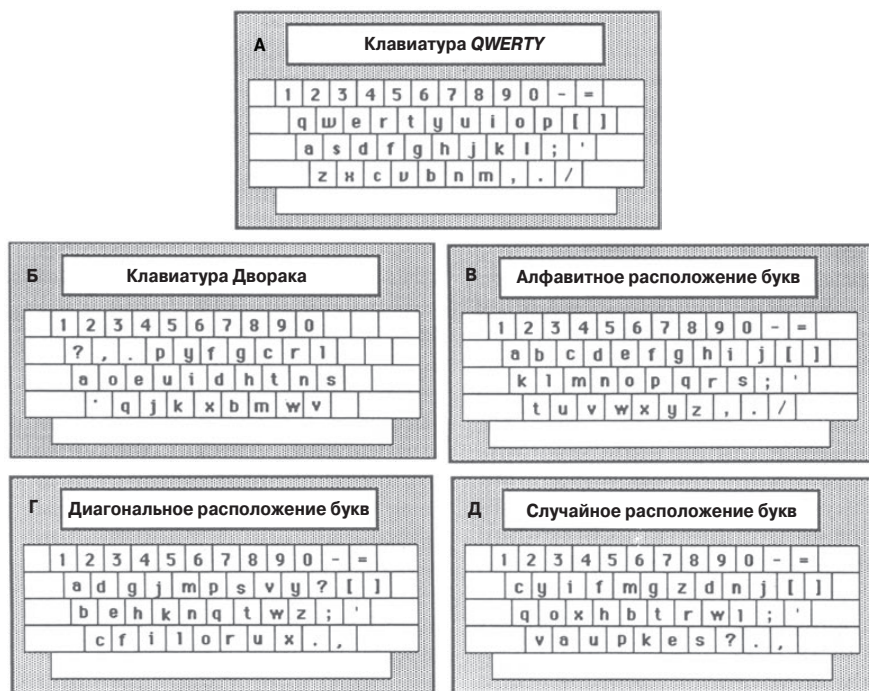 А Клавиатура QWERTY
1 2 3 4 5 6 7 8 9 0 - =
q w e r t y u i o p [ ]
a s d f g h j k l ; '
z x c v b n m , . /
Б Клавиатура Дворака
1 2 3 4 5 6 7 8 9 0
? , . p y f g c r l
a o e u i d h t n s
' q j k x b m w v
В Алфавитное расположение букв
1 2 3 4 5 6 7 8 9 0 - =
a b c d e f g h i j [ ]
k l m n o p q r s ; '
t u v w x y z , . /
Г Диагональное расположение букв
1 2 3 4 5 6 7 8 9 0 - =
a d g j m p s v y ? [ ]
b e h k n q t w z ; '
c f i l o r u x . ,
Д Случайное расположение букв
1 2 3 4 5 6 7 8 9 0 - =
c y i f m g z d n j [ ]
q o x h b t r w l ; '
v a u p k e s ? . ,